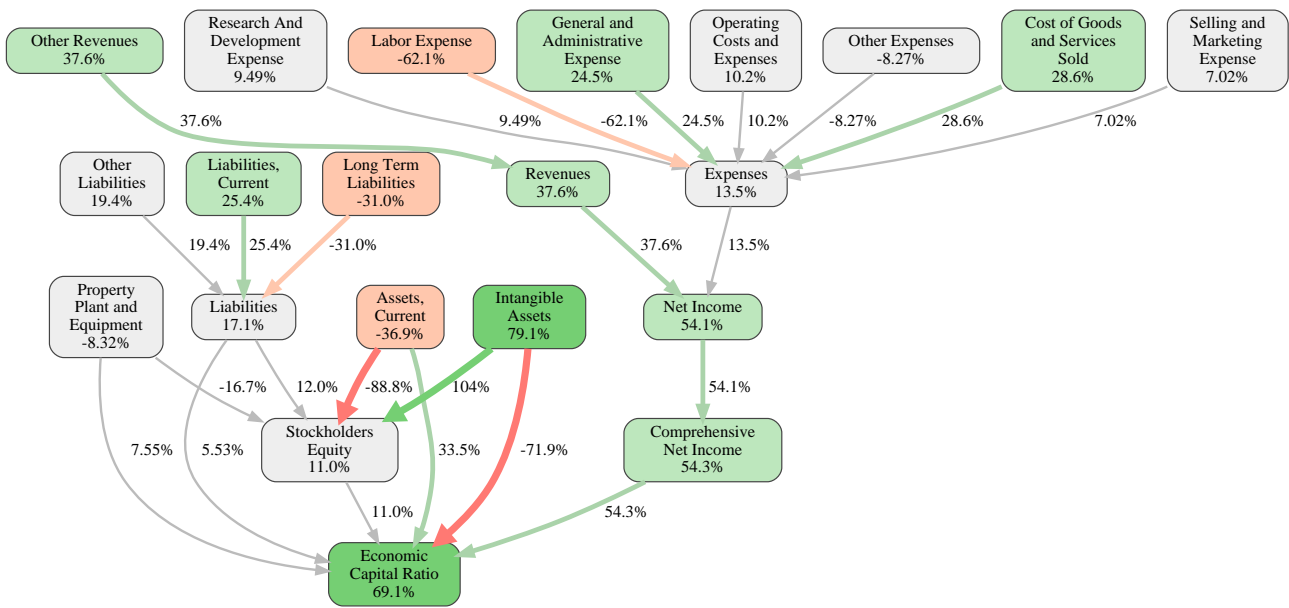 Other Revenues
37.6%
Research And
Development
Expense
9.49%
Labor Expense
-62.1%
General and
Administrative
Expense
24.5%
Operating
Costs and
Expenses
10.2%
Other Expenses
-8.27%
Cost of Goods
and Services
Sold
28.6%
Selling and
Marketing
Expense
7.02%
37.6%
9.49%
-62.1%
24.5%
10.2%
-8.27%
28.6%
7.02%
Other
Liabilities
19.4%
Liabilities,
Current
25.4%
Long Term
Liabilities
-31.0%
Revenues
37.6%
Expenses
13.5%
19.4%
25.4%
-31.0%
37.6%
13.5%
Property
Plant and
Equipment
-8.32%
Liabilities
17.1%
Assets,
Current
-36.9%
Intangible
Assets
79.1%
Net Income
54.1%
-16.7%
12.0%
-88.8%
104%
54.1%
Stockholders
Equity
11.0%
Comprehensive
Net Income
54.3%
7.55%
5.53%
33.5%
-71.9%
11.0%
54.3%
Economic
Capital Ratio
69.1%